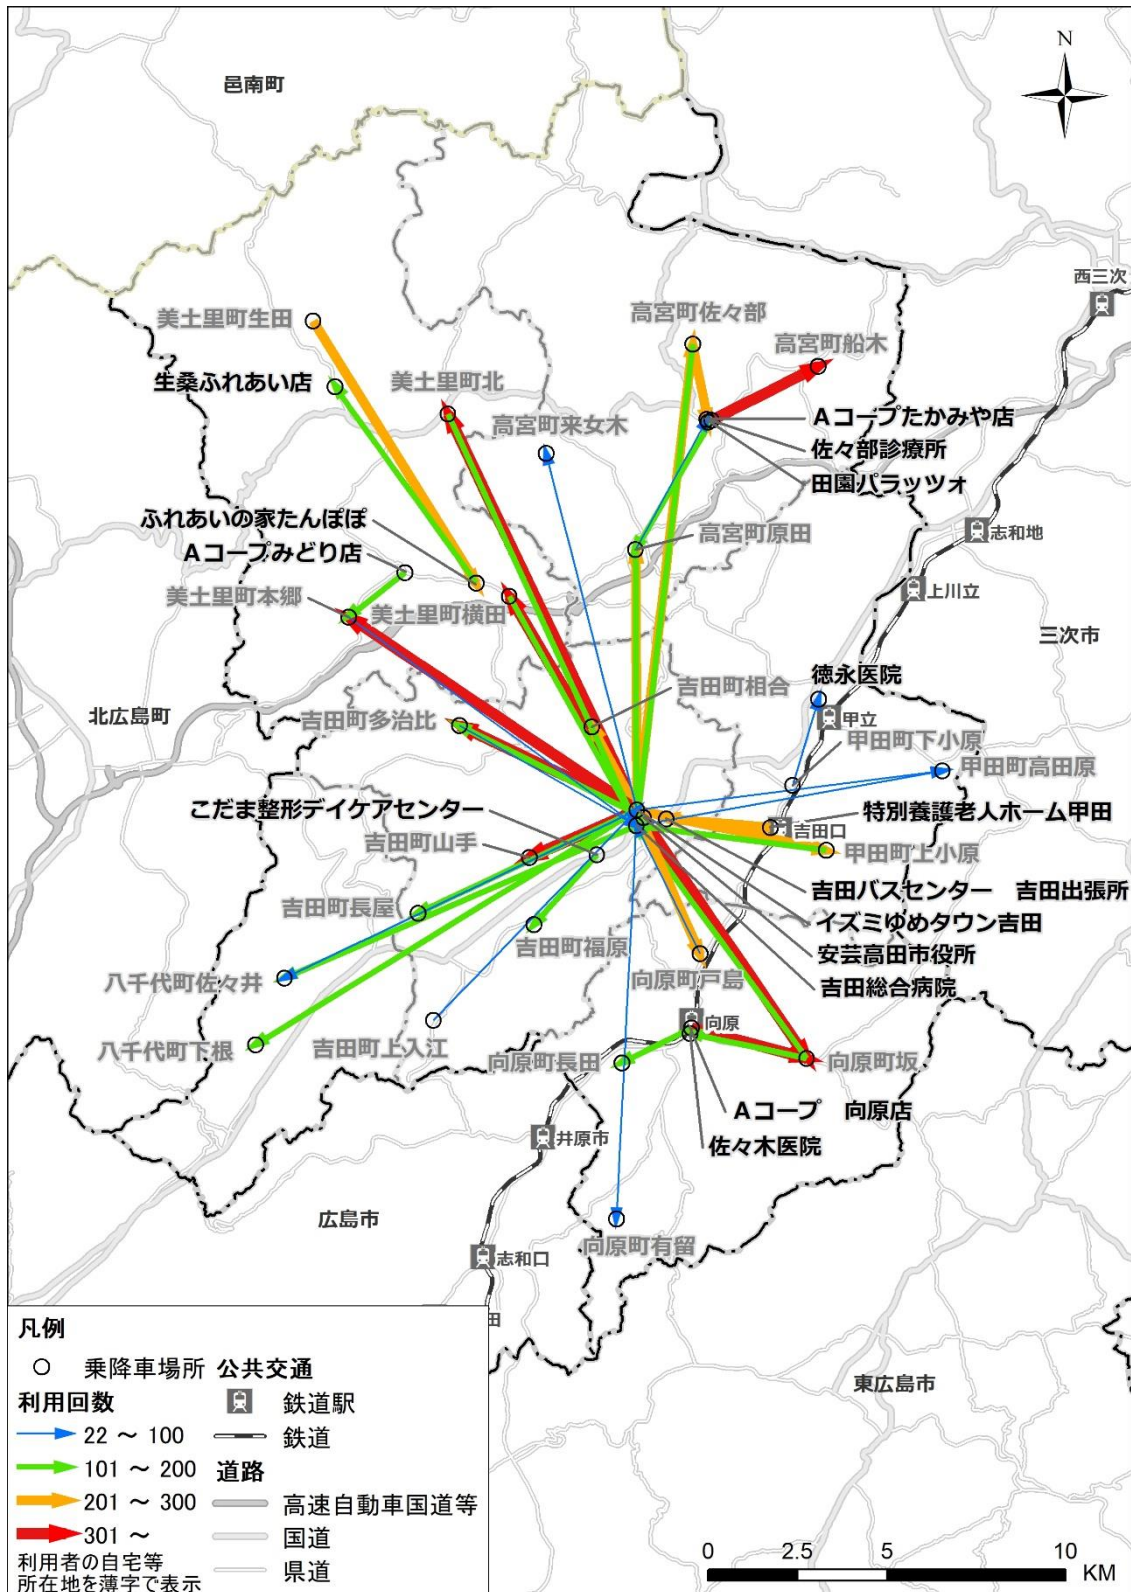 N
邑南町
西三次
美土里町生田
高宮町佐々部
高宮町船木
生桑ふれあい店
美土里町北
高宮町来女木
Aコープたかみや店
佐々部診療所
田園パラッツォ
ふれあいの家たんぽぽ
高宮町原田
志和地
Aコープみどり店
美土里町本郷
美土里町横田
上川立
三次市
徳永医院
吉田町相合
北広島町
吉田町多治比
甲立
甲田町下小原
甲田町高田原
こだま整形デイケアセンター
特別養護老人ホーム甲田
吉田口
吉田町山手
甲田町上小原
吉田バスセンター 吉田出張所
吉田町長屋
イズミゆめタウン吉田
吉田町福原
安芸高田市役所
八千代町佐々井
向原町戸島
吉田総合病院
向原
八千代町下根
吉田町上入江
向原町長田
向原町坂
Aコープ 向原店
井原市
佐々木医院
広島市
向原町有留
志和口
田
東広島市
凡例
乗降車場所
利用回数
22 ～ 100
101 ～ 200
201 ～ 300
301 ～
利用者の自宅等
所在地を薄字で表示
公共交通
鉄道駅
鉄道
道路
高速自動車国道等
国道
県道
0 2.5 5 10
KM